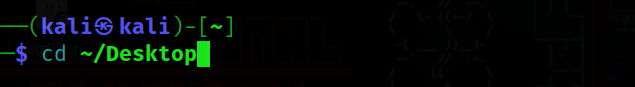 ──(kali㉿kali)-[~]
─$ cd ~/Desktop